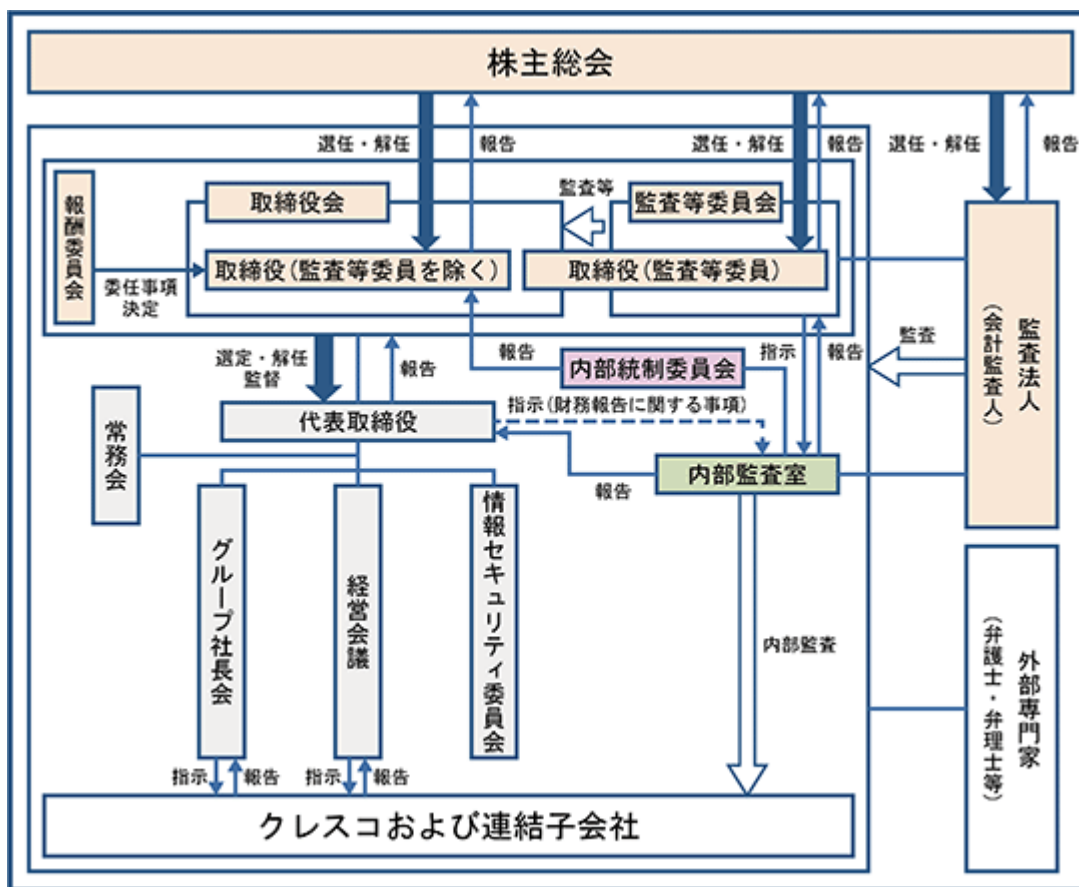 株主総会
選任・解任
報告
選任・解任
報告
選任・解任
報告
報酬委員会
取締役会
監査等
監査等委員会
取締役(監査等委員を除く)
取締役(監査等委員)
委任事項
決定
監査法人
(会計監査人)
選定・解任
監督
報告
報告
内部統制委員会
指示
報告
監査
常務会
代表取締役
指示(財務報告に関する事項)
報告
内部監査室
グループ社長会
経営会議
情報セキュリティ委員会
内部監査
外部専門家
(弁護士・弁理士等)
指示
報告
指示
報告
クレスコおよび連結子会社